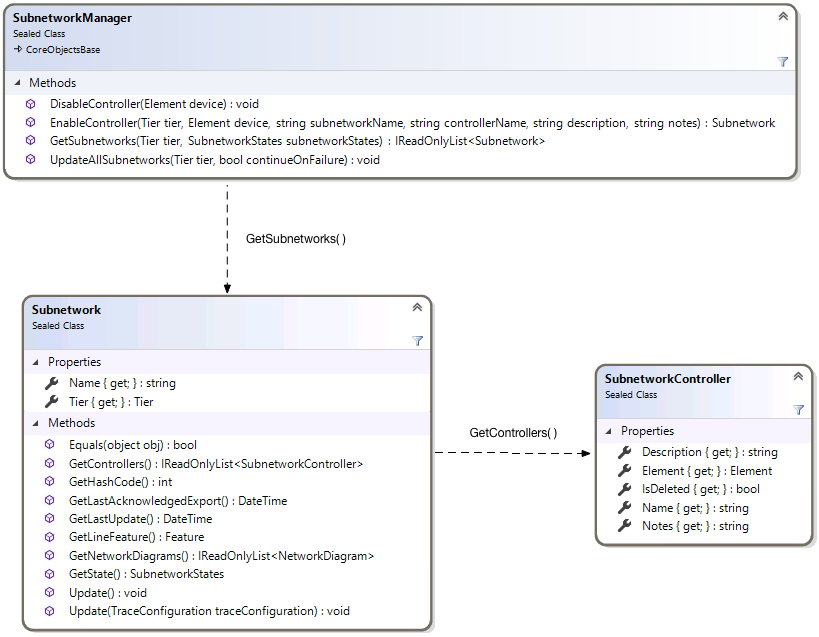 SubnetworkManager
Sealed Class
CoreObjectsBase
Methods
DisableController(Element device) : void
EnableController(Tier tier, Element device, string subnetworkName, string controllerName, string description, string notes) : Subnetwork
GetSubnetworks(Tier tier, SubnetworkStates subnetworkStates) : IReadOnlyList<Subnetwork>
UpdateAllSubnetworks(Tier tier, bool continueOnFailure) : void
GetSubnetworks( )
Subnetwork
Sealed Class
Properties
Name { get; } : string
Tier { get; } : Tier
Methods
Equals(object obj) : bool
GetControllers() : IReadOnlyList<SubnetworkController>
GetHashCode() : int
GetLastAcknowledgedExport() : DateTime
GetLastUpdate() : DateTime
GetLineFeature() : Feature
GetNetworkDiagrams() : IReadOnlyList<NetworkDiagram>
GetState() : SubnetworkStates
Update() : void
Update(TraceConfiguration traceConfiguration) : void
GetControllers( )
SubnetworkController
Sealed Class
Properties
Description { get; } : string
Element { get; } : Element
IsDeleted { get; } : bool
Name { get; } : string
Notes { get; } : string